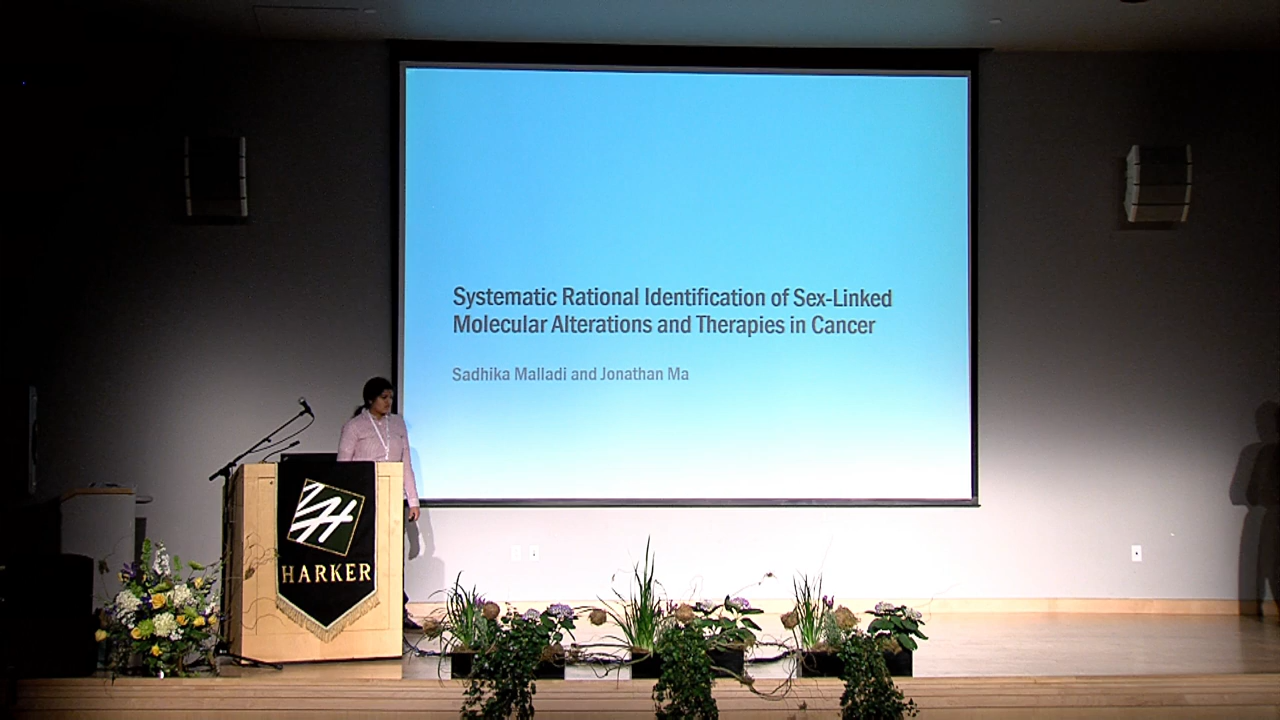 Systematic Rational Identification of Sex-Linked
Molecular Alterations and Therapies in Cancer
Sadhika Malladi and Jonathan Ma
H
HARKER